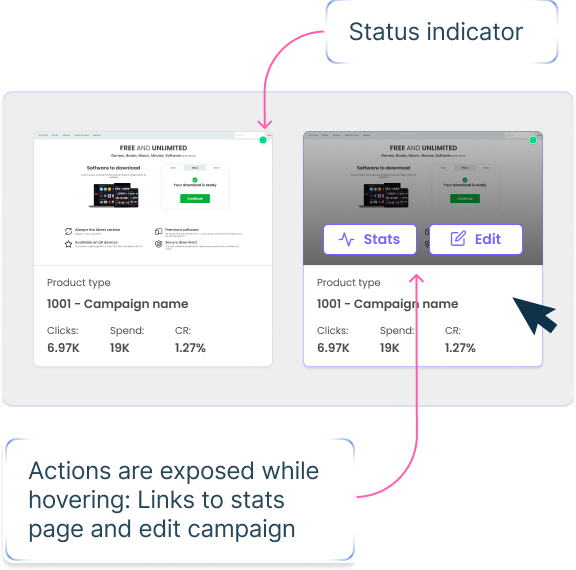 Status indicator
FREE AND UNLIMITED
Games, Books, Music, Movies, Software and More
Software to download
Your download is ready
Continue
Always the latest version
Premium software
Available on all devices
Secure download
Product type
1001 - Campaign name
Clicks: Spend: CR:
6.97K 19K 1.27%
FREE AND UNLIMITED
Games, Books, Music, Movies, Software and More
Software to download
Your download is ready
Continue
Stats
Edit
Product type
1001 - Campaign name
Clicks: Spend: CR:
6.97K 19K 1.27%
Actions are exposed while
hovering: Links to stats
page and edit campaign